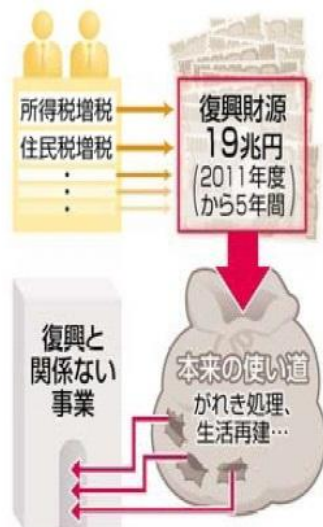 所得税増税
住民税増税
・
・
・
復興財源
19兆円
(2011年度
から5年間)
本来の使い道
がれき処理、
生活再建…
復興と
関係ない
事業